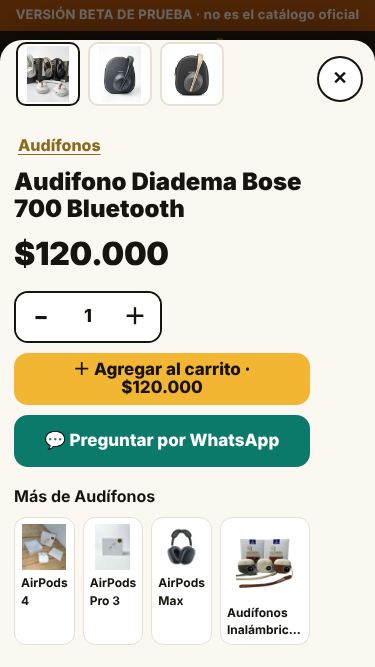 VERSIÓN BETA DE PRUEBA · no es el catálogo oficial
✕
Audífonos
Audifono Diadema Bose
700 Bluetooth
$120.000
– 1 +
+ Agregar al carrito ·
$120.000
💬 Preguntar por WhatsApp
Más de Audífonos
AirPods
4
AirPods
Pro 3
AirPods
Max
Audífonos
Inalámbric...